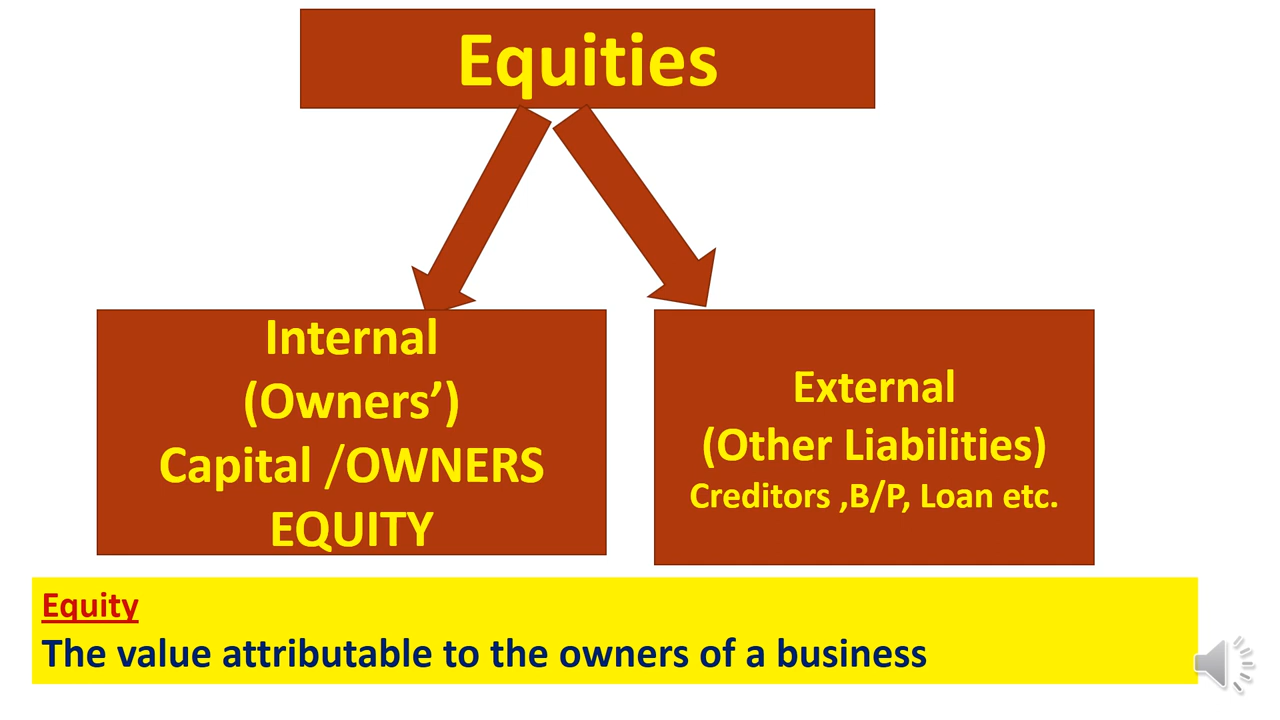 Equities
Internal
(Owners’)
Capital /OWNERS
EQUITY
External
(Other Liabilities)
Creditors ,B/P, Loan etc.
Equity
The value attributable to the owners of a business